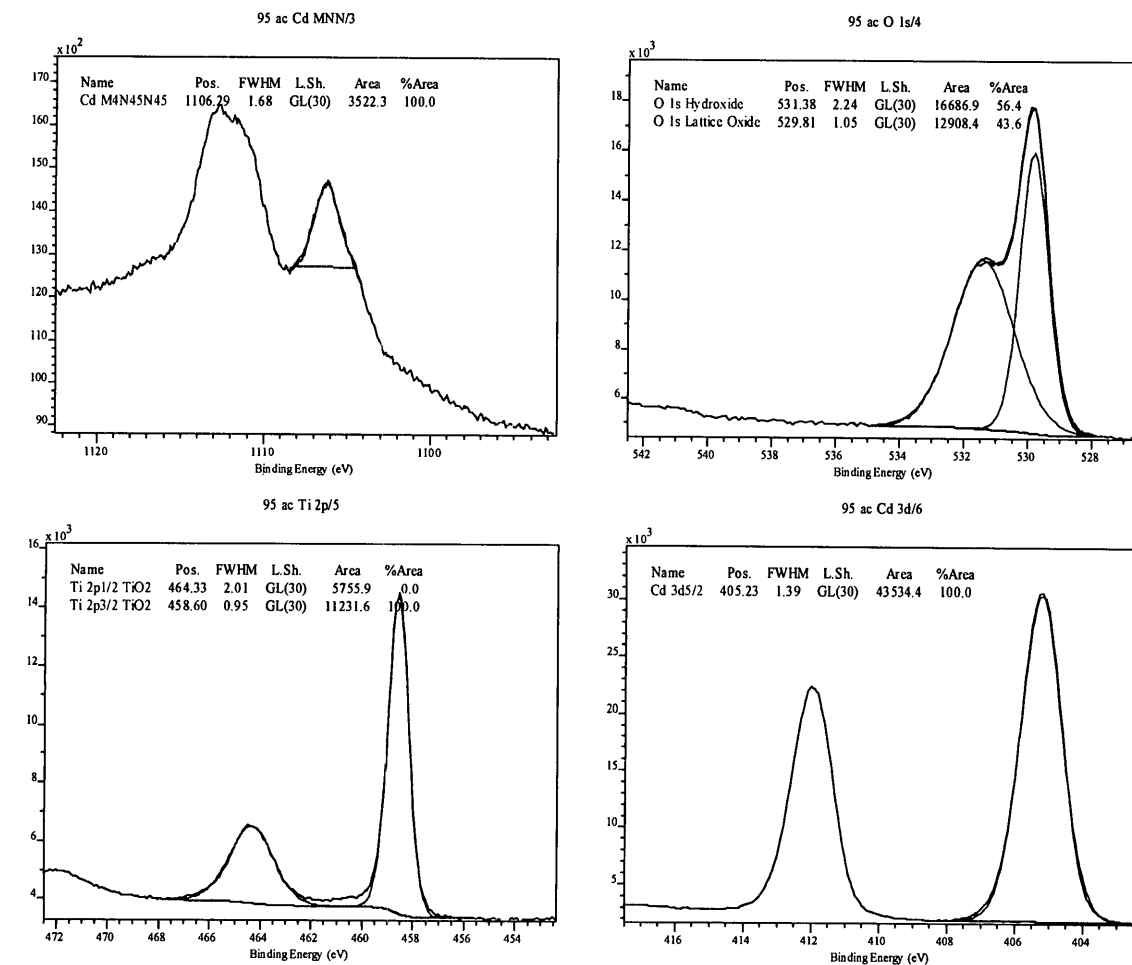 95 ac Cd MNN/3
x10^2
Name Pos. FWHM L.Sh. Area %Area
Cd M4N45N45 1106.29 1.68 GL(30) 3522.3 100.0
170
160
150
140
130
120
110
100
90
1120 1110 1100
Binding Energy (eV)
95 ac O 1s/4
x10^3
Name Pos. FWHM L.Sh. Area %Area
O 1s Hydroxide 531.38 2.24 GL(30) 16686.9 56.4
O 1s Lattice Oxide 529.81 1.05 GL(30) 12908.4 43.6
18
16
14
12
10
8
6
542 540 538 536 534 532 530 528
Binding Energy (eV)
95 ac Ti 2p/5
x10^3
Name Pos. FWHM L.Sh. Area %Area
Ti 2p1/2 TiO2 464.33 2.01 GL(30) 5755.9 0.0
Ti 2p3/2 TiO2 458.60 0.95 GL(30) 11231.6 100.0
16
14
12
10
8
6
4
472 470 468 466 464 462 460 458 456 454
Binding Energy (eV)
95 ac Cd 3d/6
x10^3
Name Pos. FWHM L.Sh. Area %Area
Cd 3d5/2 405.23 1.39 GL(30) 43534.4 100.0
30
25
20
15
10
5
416 414 412 410 408 406 404
Binding Energy (eV)